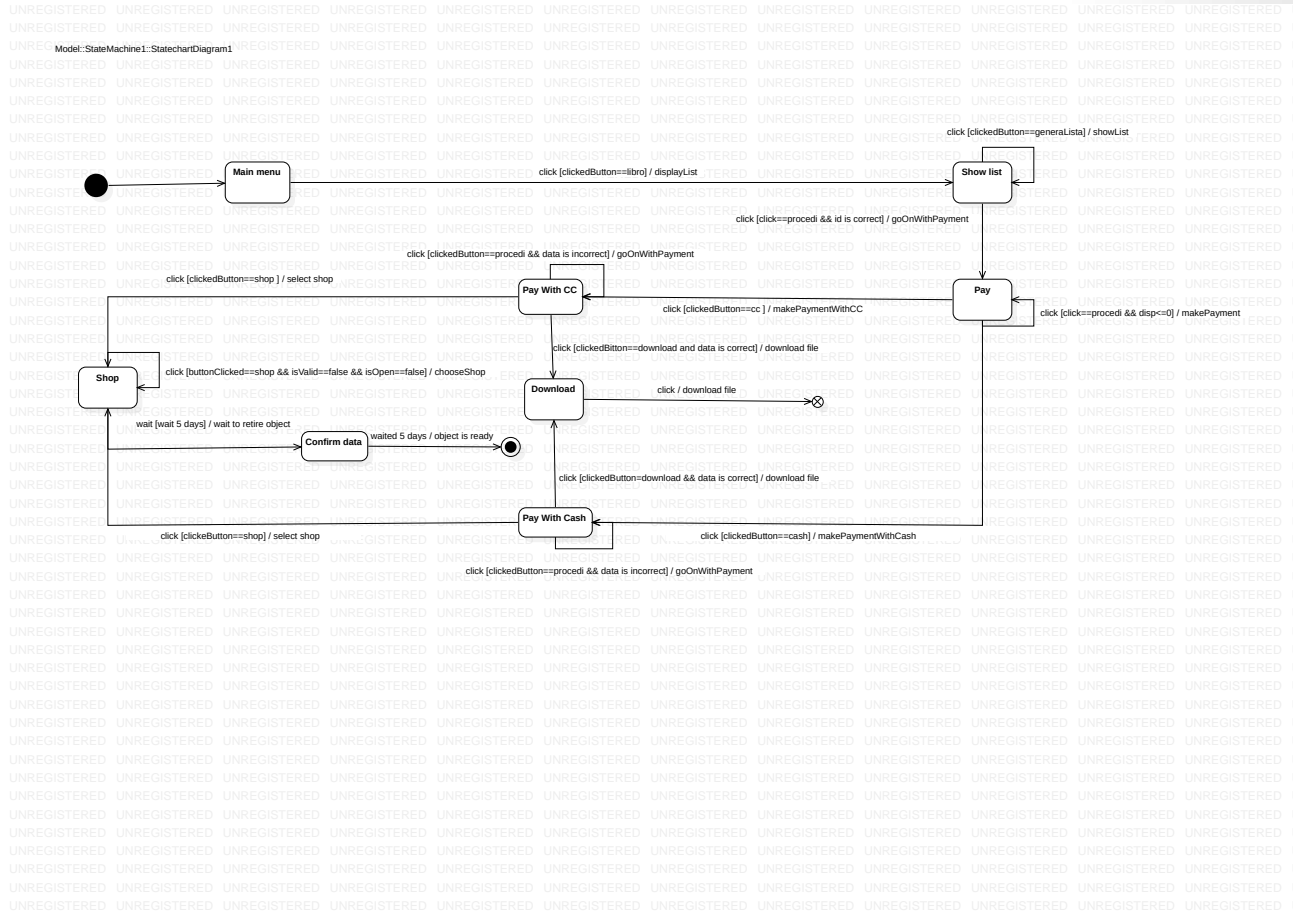 Model::StateMachine1::StatechartDiagram1
click [clickedButton==generaLista] / showList
Main menu
click [clickedButton==libro] / displayList
Show list
click [click==procedi && id is correct] / goOnWithPayment
click [clickedButton==procedi && data is incorrect] / goOnWithPayment
click [clickedButton==shop ] / select shop
Pay With CC
Pay
click [clickedButton==cc ] / makePaymentWithCC
click [click==procedi && disp<=0] / makePayment
click [clickedBitton==download and data is correct] / download file
click [buttonClicked==shop && isValid==false && isOpen==false] / chooseShop
Shop
Download
click / download file
wait [wait 5 days] / wait to retire object
Confirm data
waited 5 days / object is ready
click [clickedButton=download && data is correct] / download file
Pay With Cash
click [clickeButton==shop] / select shop
click [clickedButton==cash] / makePaymentWithCash
click [clickedButton==procedi && data is incorrect] / goOnWithPayment
UNREGISTERED